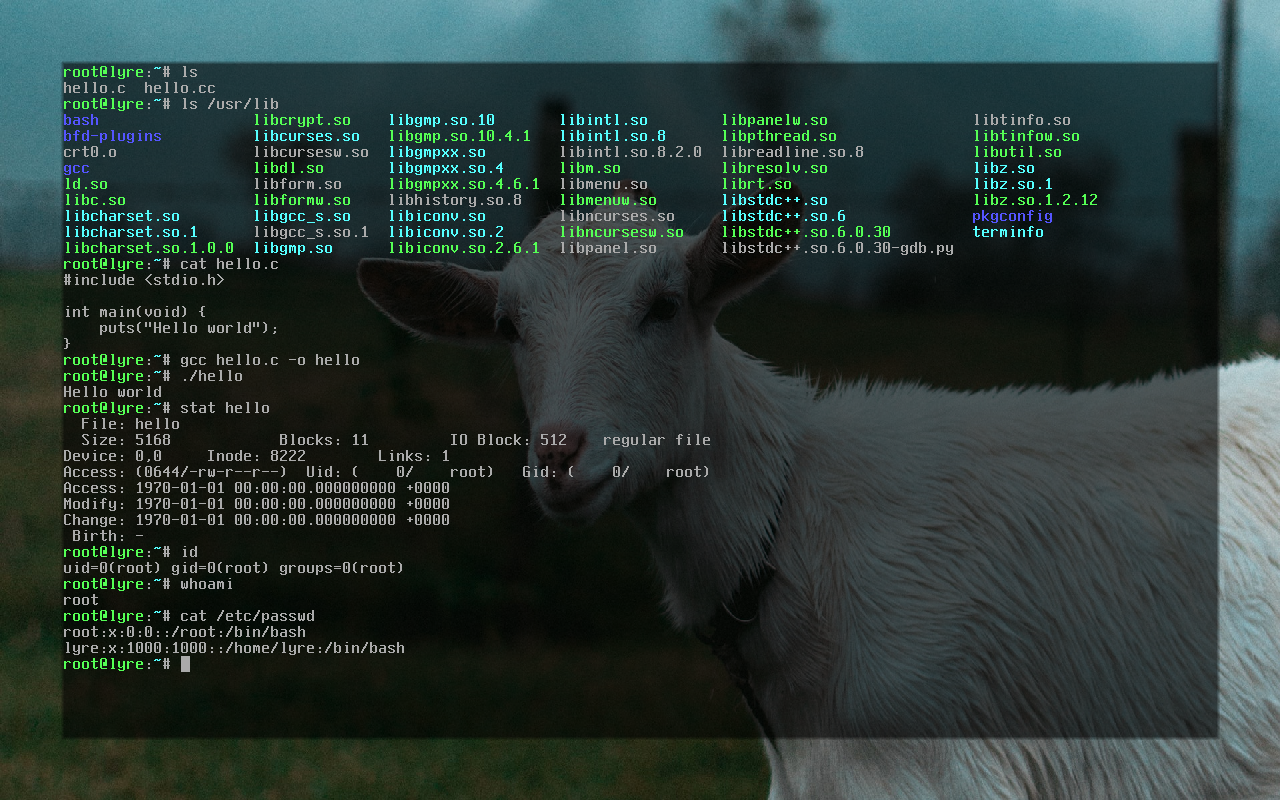 root@lyre:~# ls
hello.c  hello.cc
root@lyre:~# ls /usr/lib
bash                 libcrypt.so    libgmp.so.10      libintl.so        libpanelw.so                libtinfo.so
bfd-plugins          libcurses.so   libgmp.so.10.4.1  libintl.so.8      libpthread.so               libtinfow.so
crt0.o               libcursesw.so  libgmpxx.so       libintl.so.8.2.0  libreadline.so.8            libutil.so
gcc                  libdl.so       libgmpxx.so.4     libm.so           libresolv.so                libz.so
ld.so                libform.so     libgmpxx.so.4.6.1 libmenu.so        librt.so                    libz.so.1
libc.so              libformw.so    libhistory.so.8   libmenuw.so       libstdc++.so                libz.so.1.2.12
libcharset.so        libgcc_s.so    libiconv.so       libncurses.so     libstdc++.so.6              pkgconfig
libcharset.so.1      libgcc_s.so.1  libiconv.so.2     libncursesw.so    libstdc++.so.6.0.30         terminfo
libcharset.so.1.0.0  libgmp.so      libiconv.so.2.6.1 libpanel.so       libstdc++.so.6.0.30-gdb.py
root@lyre:~# cat hello.c
#include <stdio.h>

int main(void) {
    puts("Hello world");
}
root@lyre:~# gcc hello.c -o hello
root@lyre:~# ./hello
Hello world
root@lyre:~# stat hello
  File: hello
  Size: 5168            Blocks: 11         IO Block: 512    regular file
Device: 0,0     Inode: 8222        Links: 1
Access: (0644/-rw-r--r--)  Uid: (    0/    root)   Gid: (    0/    root)
Access: 1970-01-01 00:00:00.000000000 +0000
Modify: 1970-01-01 00:00:00.000000000 +0000
Change: 1970-01-01 00:00:00.000000000 +0000
 Birth: -
root@lyre:~# id
uid=0(root) gid=0(root) groups=0(root)
root@lyre:~# whoami
root
root@lyre:~# cat /etc/passwd
root:x:0:0::/root:/bin/bash
lyre:x:1000:1000::/home/lyre:/bin/bash
root@lyre:~#